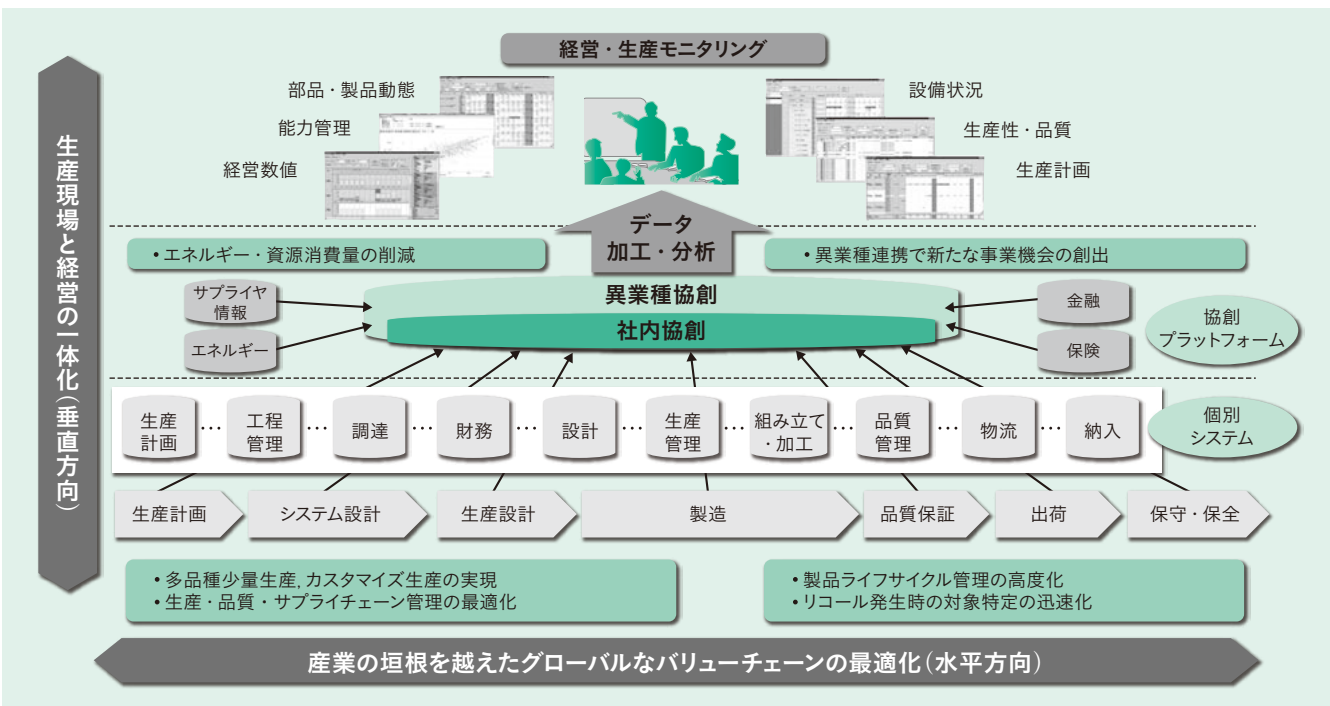 経営・生産モニタリング
部品・製品動態
能力管理
経営数値
設備状況
生産性・品質
生産計画
生産現場と経営の一体化(垂直方向)
データ
加工・分析
• エネルギー・資源消費量の削減
• 異業種連携で新たな事業機会の創出
サプライヤ
情報
エネルギー
異業種協創
社内協創
金融
保険
協創
プラットフォーム
生産
計画
…
工程
管理
…
調達
…
財務
…
設計
…
生産
管理
…
組み立て
・加工
…
品質
管理
…
物流
…
納入
個別
システム
生産計画
システム設計
生産設計
製造
品質保証
出荷
保守・保全
• 多品種少量生産, カスタマイズ生産の実現
• 生産・品質・サプライチェーン管理の最適化
• 製品ライフサイクル管理の高度化
• リコール発生時の対象特定の迅速化
産業の垣根を越えたグローバルなバリューチェーンの最適化(水平方向)